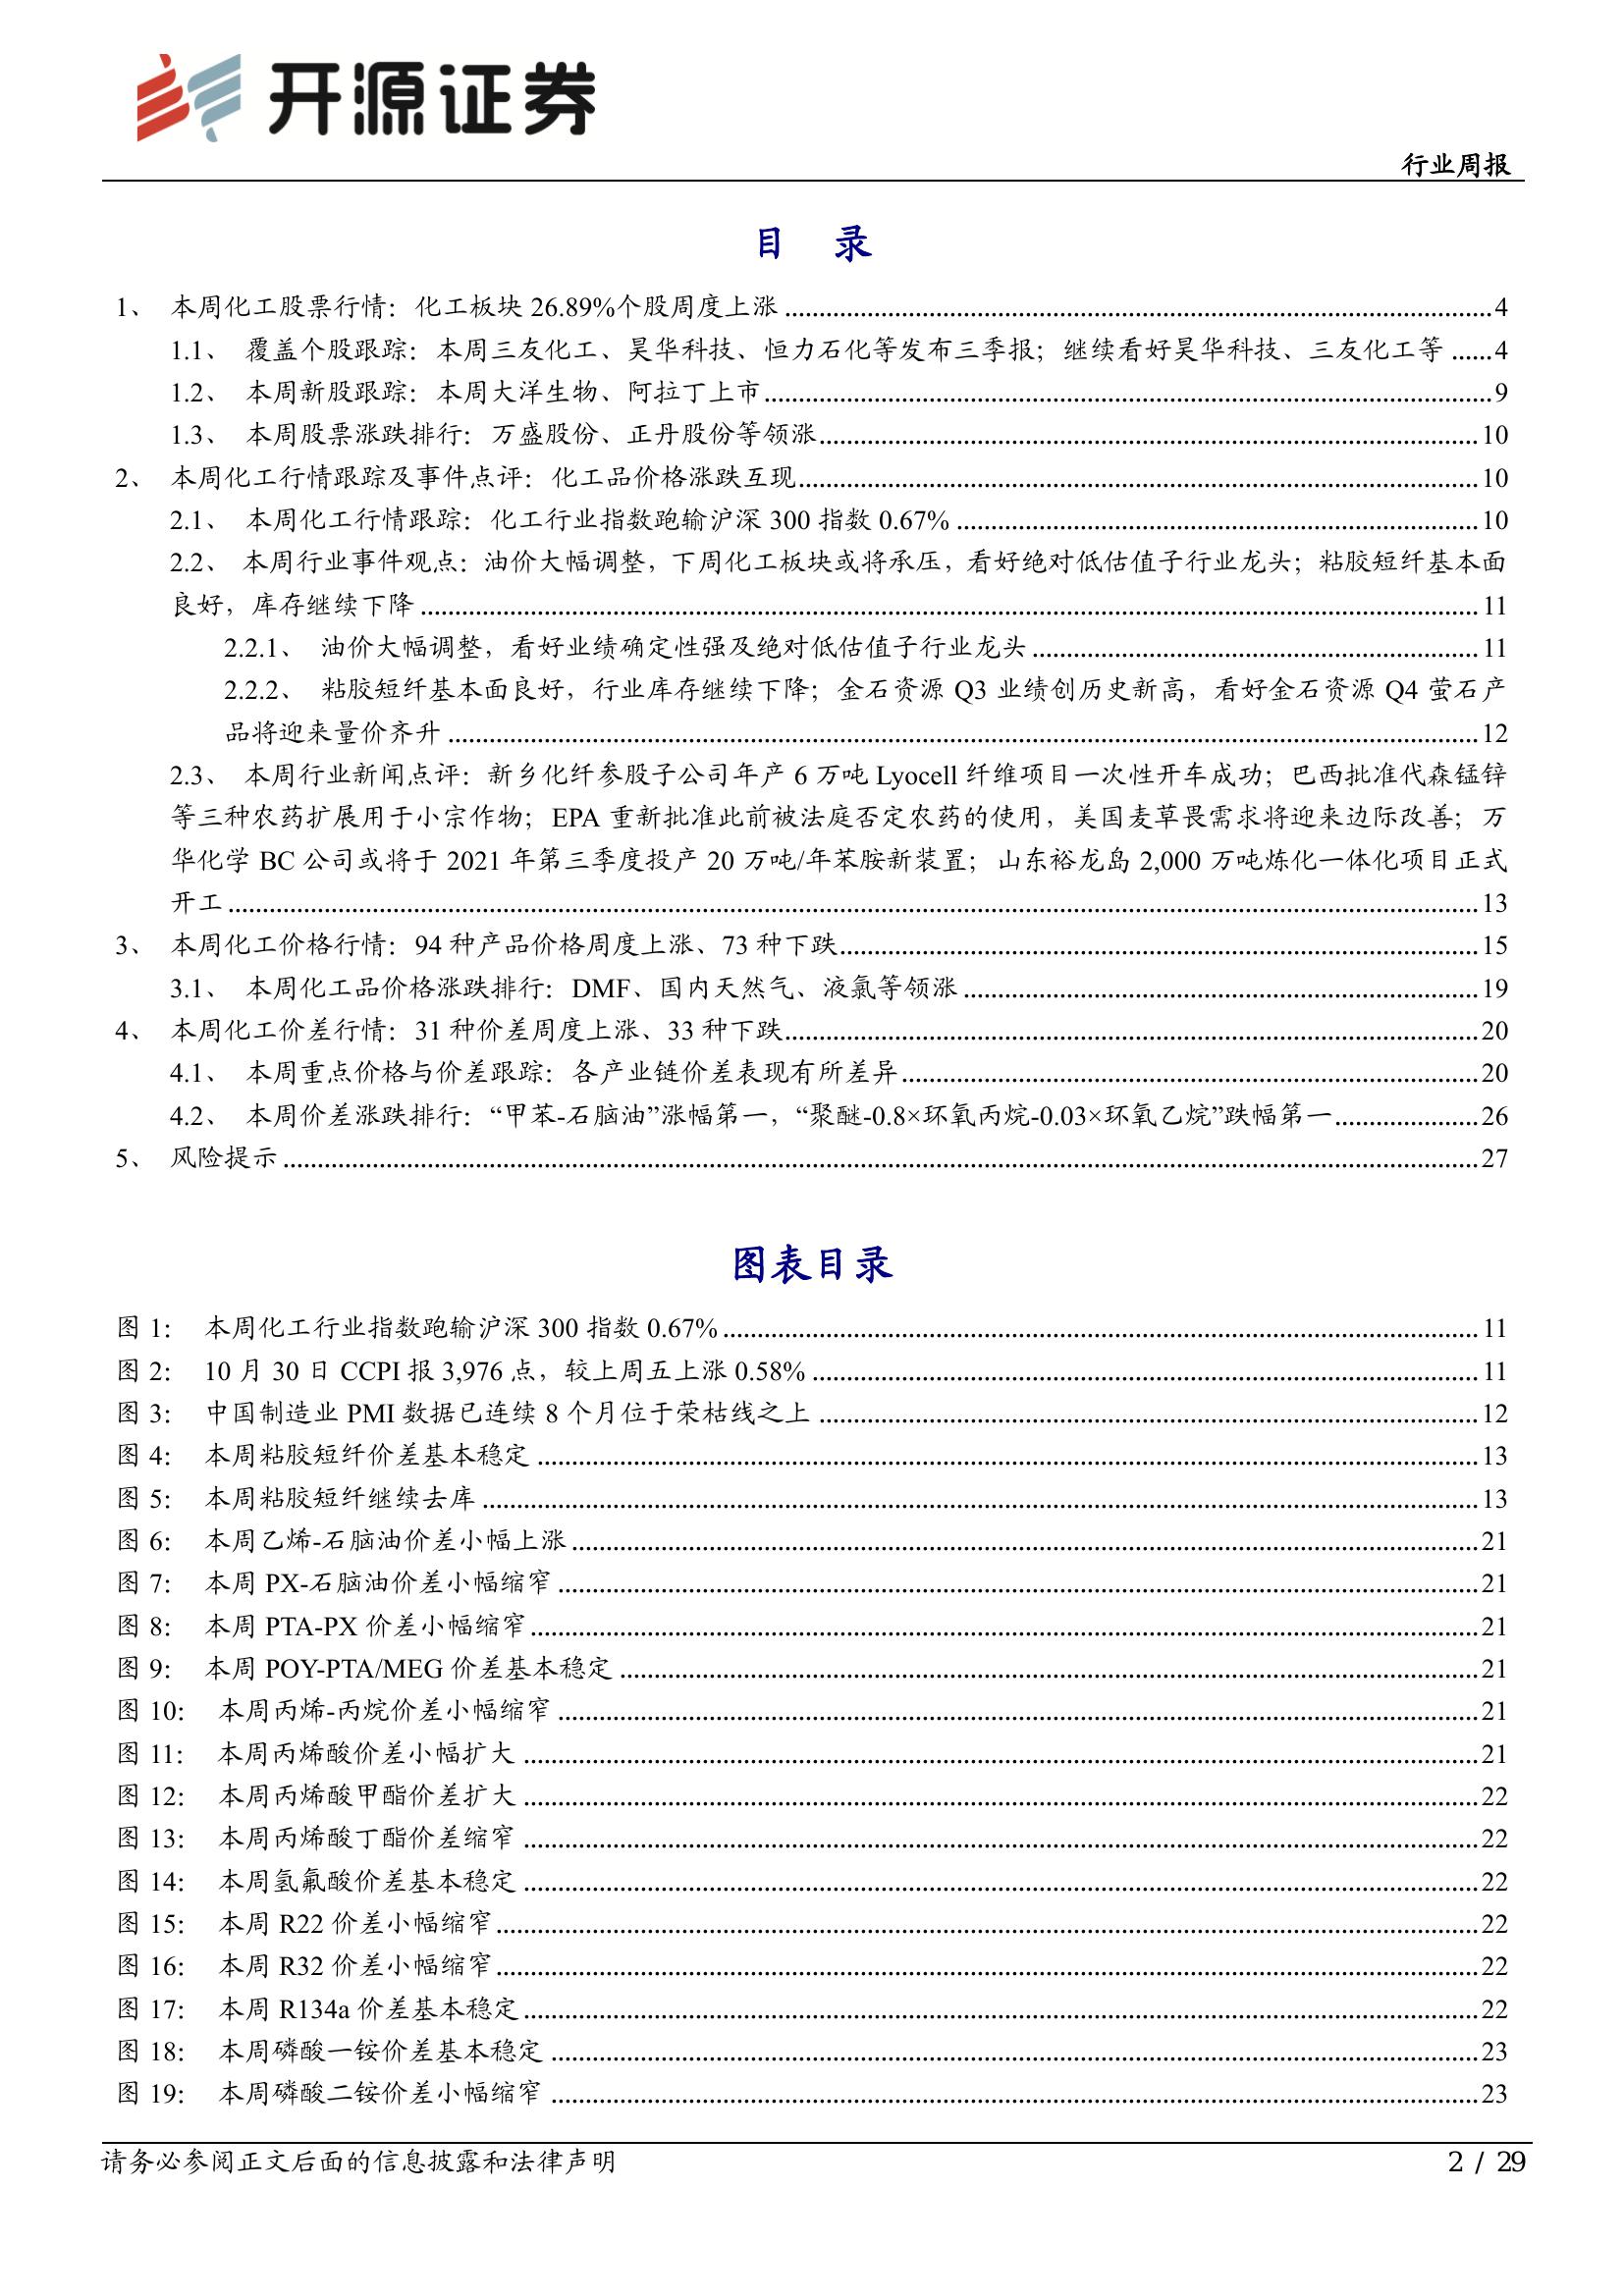 开源证券
行业周报
目 录
1、 本周化工股票行情：化工板块 26.89%个股周度上涨 ........ 4
1.1、 覆盖个股跟踪：本周三友化工、昊华科技、恒力石化等发布三季报；继续看好昊华科技、三友化工等 ...... 4
1.2、 本周新股跟踪：本周大洋生物、阿拉丁上市 ........ 9
1.3、 本周股票涨跌排行：万盛股份、正丹股份等领涨 ........ 10
2、 本周化工行情跟踪及事件点评：化工品价格涨跌互现 ........ 10
2.1、 本周化工行情跟踪：化工行业指数跑输沪深 300 指数 0.67% ........ 10
2.2、 本周行业事件观点：油价大幅调整，下周化工板块或将承压，看好绝对低估值子行业龙头；粘胶短纤基本面
良好，库存继续下降 ........ 11
2.2.1、 油价大幅调整，看好业绩确定性强及绝对低估值子行业龙头 ........ 11
2.2.2、 粘胶短纤基本面良好，行业库存继续下降；金石资源 Q3 业绩创历史新高，看好金石资源 Q4 萤石产
品将迎来量价齐升 ........ 12
2.3、 本周行业新闻点评：新乡化纤参股子公司年产 6 万吨 Lyocell 纤维项目一次性开车成功；巴西批准代森锰锌
等三种农药扩展用于小宗作物；EPA 重新批准此前被法庭否定农药的使用，美国麦草畏需求将迎来边际改善；万
华化学 BC 公司或将于 2021 年第三季度投产 20 万吨/年苯胺新装置；山东裕龙岛 2,000 万吨炼化一体化项目正式
开工 ........ 13
3、 本周化工价格行情：94 种产品价格周度上涨、73 种下跌 ........ 15
3.1、 本周化工品价格涨跌排行：DMF、国内天然气、液氯等领涨 ........ 19
4、 本周化工价差行情：31 种价差周度上涨、33 种下跌 ........ 20
4.1、 本周重点价格与价差跟踪：各产业链价差表现有所差异 ........ 20
4.2、 本周价差涨跌排行：“甲苯-石脑油”涨幅第一，“聚醚-0.8×环氧丙烷-0.03×环氧乙烷”跌幅第一 ........ 26
5、 风险提示 ........ 27
图表目录
图 1： 本周化工行业指数跑输沪深 300 指数 0.67% ........ 11
图 2： 10 月 30 日 CCPI 报 3,976 点，较上周五上涨 0.58% ........ 11
图 3： 中国制造业 PMI 数据已连续 8 个月位于荣枯线之上 ........ 12
图 4： 本周粘胶短纤价差基本稳定 ........ 13
图 5： 本周粘胶短纤继续去库 ........ 13
图 6： 本周乙烯-石脑油价差小幅上涨 ........ 21
图 7： 本周 PX-石脑油价差小幅缩窄 ........ 21
图 8： 本周 PTA-PX 价差小幅缩窄 ........ 21
图 9： 本周 POY-PTA/MEG 价差基本稳定 ........ 21
图 10： 本周丙烯-丙烷价差小幅缩窄 ........ 21
图 11： 本周丙烯酸价差小幅扩大 ........ 21
图 12： 本周丙烯酸甲酯价差扩大 ........ 22
图 13： 本周丙烯酸丁酯价差缩窄 ........ 22
图 14： 本周氢氟酸价差基本稳定 ........ 22
图 15： 本周 R22 价差小幅缩窄 ........ 22
图 16： 本周 R32 价差小幅缩窄 ........ 22
图 17： 本周 R134a 价差基本稳定 ........ 22
图 18： 本周磷酸一铵价差基本稳定 ........ 23
图 19： 本周磷酸二铵价差小幅缩窄 ........ 23
请务必参阅正文后面的信息披露和法律声明
2 / 29